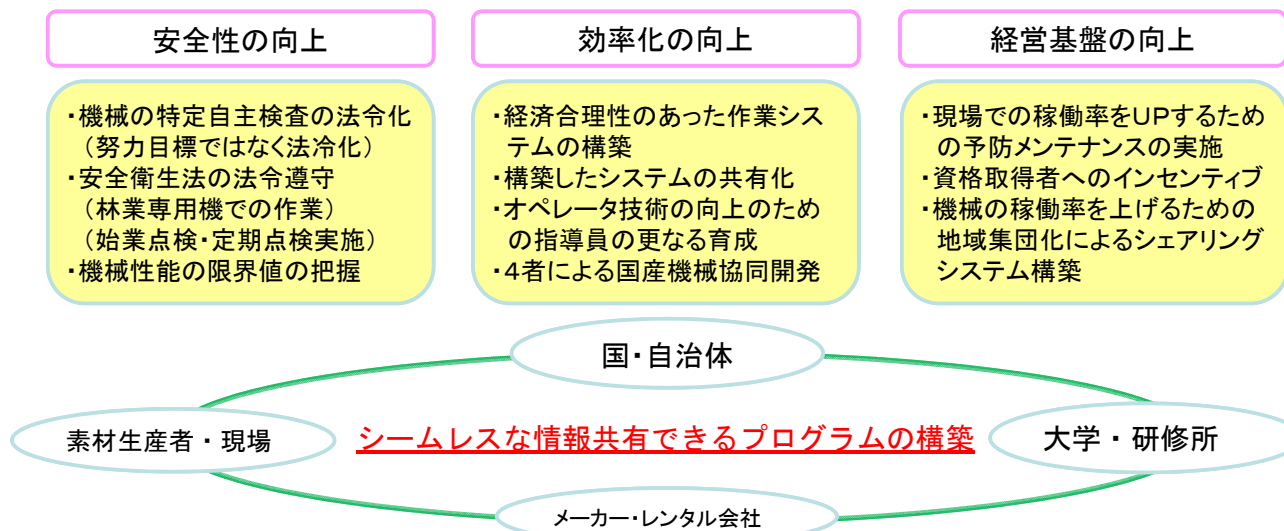 安全性の向上
効率化の向上
経営基盤の向上
・機械の特定自主検査の法令化
（努力目標ではなく法冷化）
・安全衛生法の法令遵守
（林業専用機での作業）
（始業点検・定期点検実施）
・機械性能の限界値の把握
・経済合理性のあった作業シス
テムの構築
・構築したシステムの共有化
・オペレータ技術の向上のため
の指導員の更なる育成
・４者による国産機械協同開発
・現場での稼働率をＵＰするため
の予防メンテナンスの実施
・資格取得者へのインセンティブ
・機械の稼働率を上げるための
地域集団化によるシェアリング
システム構築
国・自治体
素材生産者・現場
シームレスな情報共有できるプログラムの構築
大学・研修所
メーカー・レンタル会社